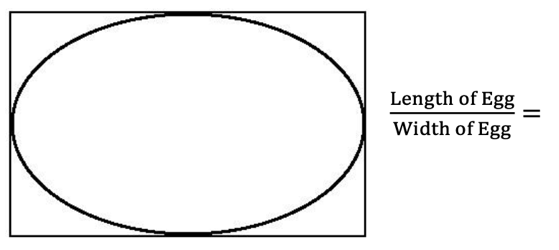 Length of Egg
Width of Egg
=